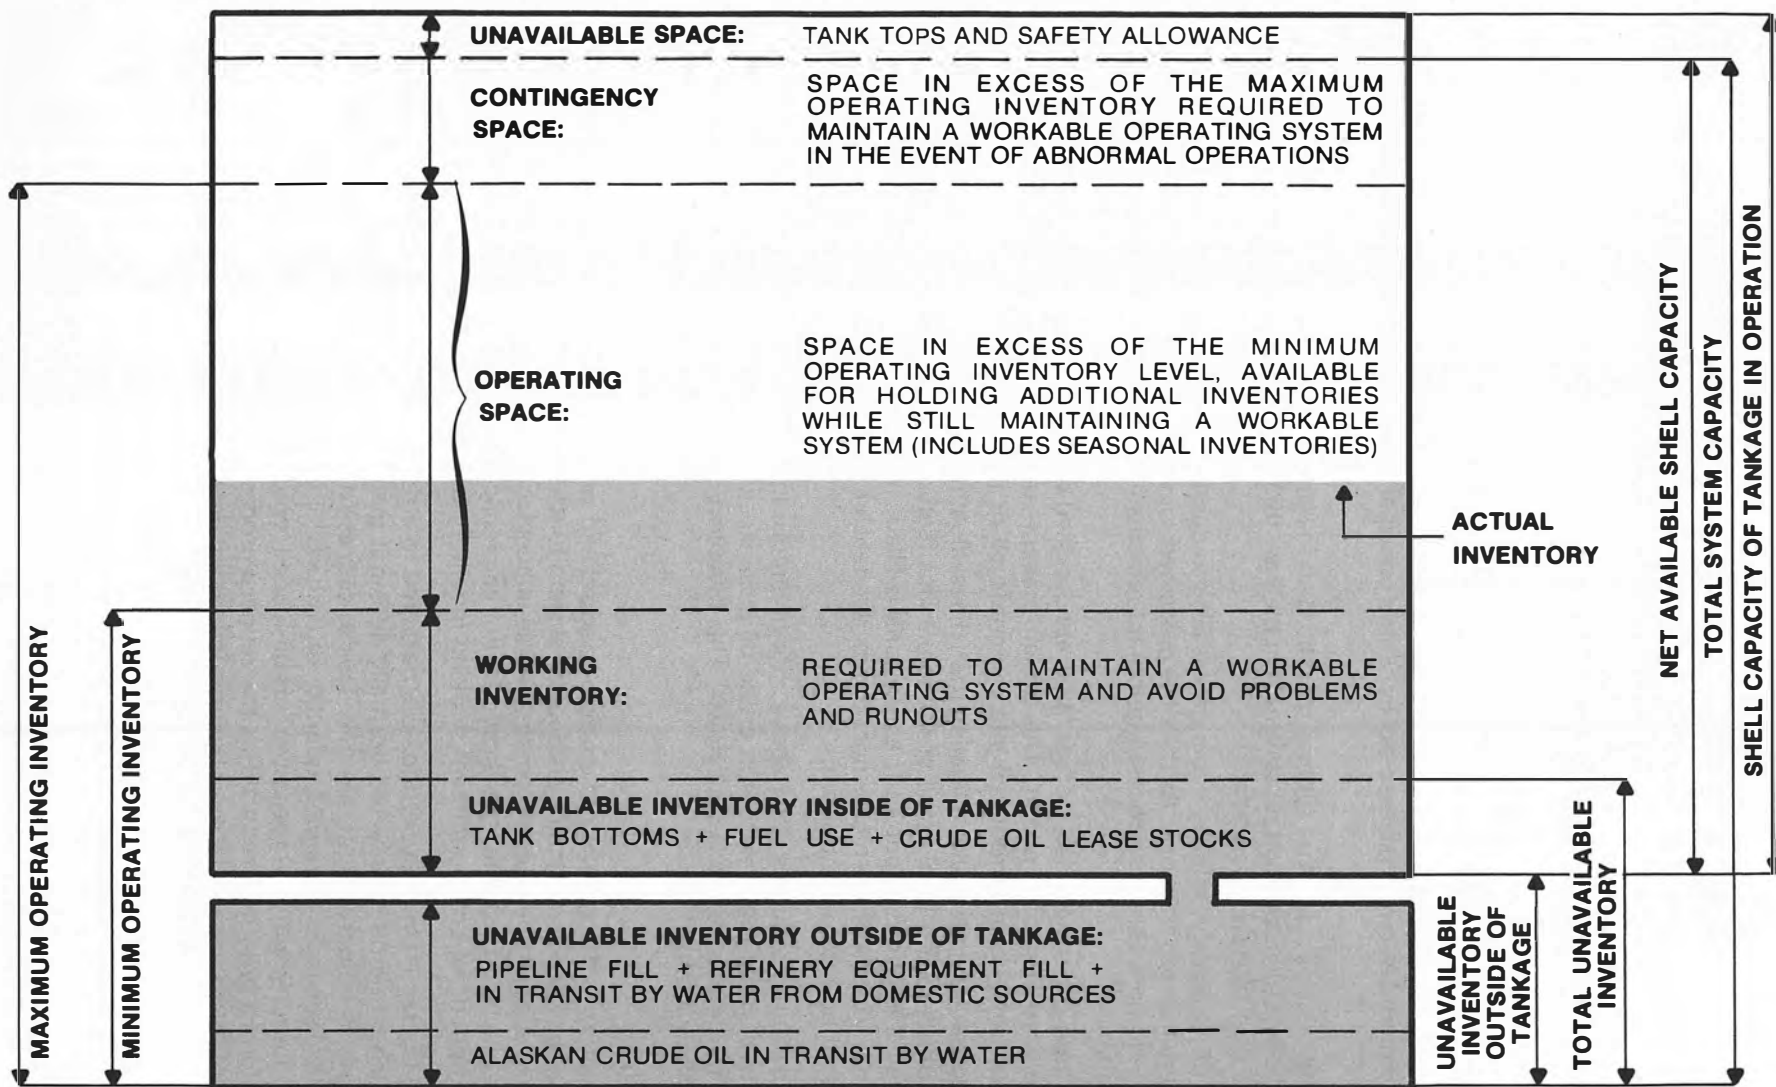 UNAVAILABLE SPACE: TANK TOPS AND SAFETY ALLOWANCE
CONTINGENCY
SPACE:
SPACE IN EXCESS OF THE MAXIMUM
OPERATING INVENTORY REQUIRED TO
MAINTAIN A WORKABLE OPERATING SYSTEM
IN THE EVENT OF ABNORMAL OPERATIONS
OPERATING
SPACE:
SPACE IN EXCESS OF THE MINIMUM
OPERATING INVENTORY LEVEL, AVAILABLE
FOR HOLDING ADDITIONAL INVENTORIES
WHILE STILL MAINTAINING A WORKABLE
SYSTEM (INCLUDES SEASONAL INVENTORIES)
ACTUAL
INVENTORY
WORKING
INVENTORY:
REQUIRED TO MAINTAIN A WORKABLE
OPERATING SYSTEM AND AVOID PROBLEMS
AND RUNOUTS
UNAVAILABLE INVENTORY INSIDE OF TANKAGE:
TANK BOTTOMS + FUEL USE + CRUDE OIL LEASE STOCKS
UNAVAILABLE INVENTORY OUTSIDE OF TANKAGE:
PIPELINE FILL + REFINERY EQUIPMENT FILL +
IN TRANSIT BY WATER FROM DOMESTIC SOURCES
ALASKAN CRUDE OIL IN TRANSIT BY WATER
MAXIMUM OPERATING INVENTORY
MINIMUM OPERATING INVENTORY
UNAVAILABLE
INVENTORY
OUTSIDE OF
TANKAGE
TOTAL UNAVAILABLE
INVENTORY
NET AVAILABLE SHELL CAPACITY
TOTAL SYSTEM CAPACITY
SHELL CAPACITY OF TANKAGE IN OPERATION